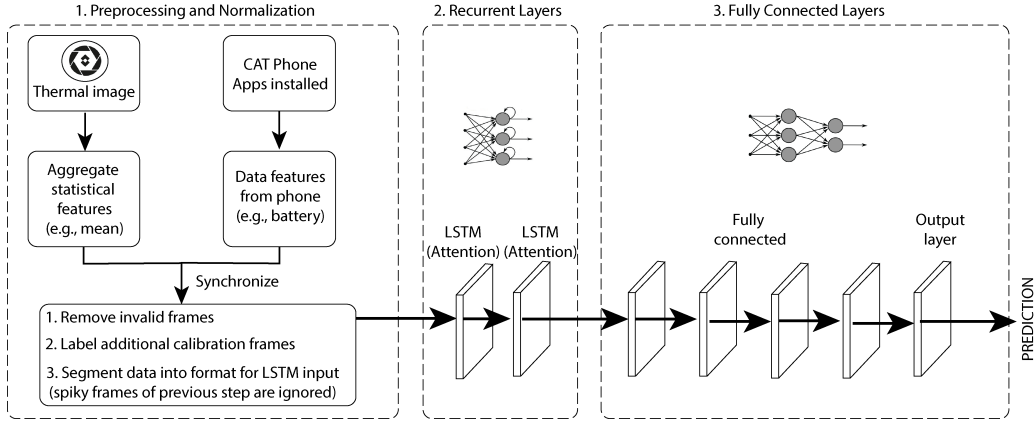 1. Preprocessing and Normalization
Thermal image
CAT Phone
Apps installed
Aggregate
statistical
features
(e.g., mean)
Data features
from phone
(e.g., battery)
Synchronize
1. Remove invalid frames
2. Label additional calibration frames
3. Segment data into format for LSTM input
(spiky frames of previous step are ignored)
2. Recurrent Layers
LSTM
(Attention)
LSTM
(Attention)
3. Fully Connected Layers
Fully
connected
Output
layer
PREDICTION